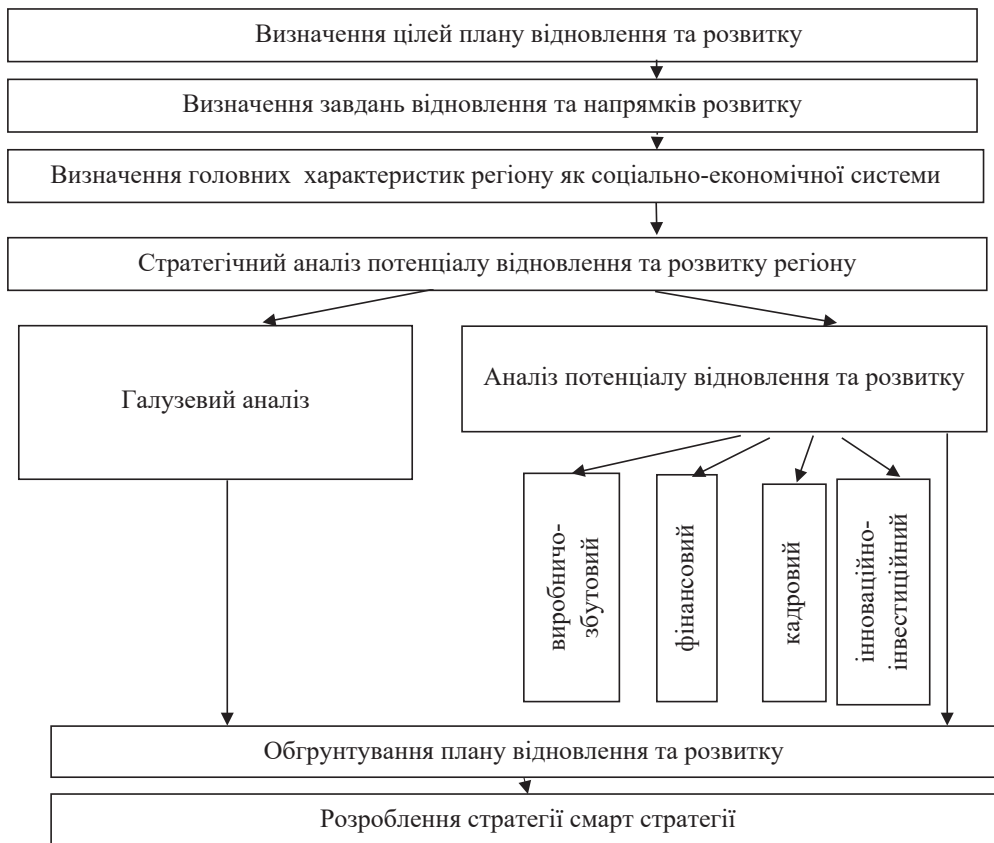 Визначення цілей плану відновлення та розвитку
Визначення завдань відновлення та напрямків розвитку
Визначення головних характеристик регіону як соціально-економічної системи
Стратегічний аналіз потенціалу відновлення та розвитку регіону
Галузевий аналіз
Аналіз потенціалу відновлення та розвитку
виробничо-
збутовий
фінансовий
кадровий
інноваційно-
інвестиційний
Обгрунтування плану відновлення та розвитку
Розроблення стратегії смарт стратегії